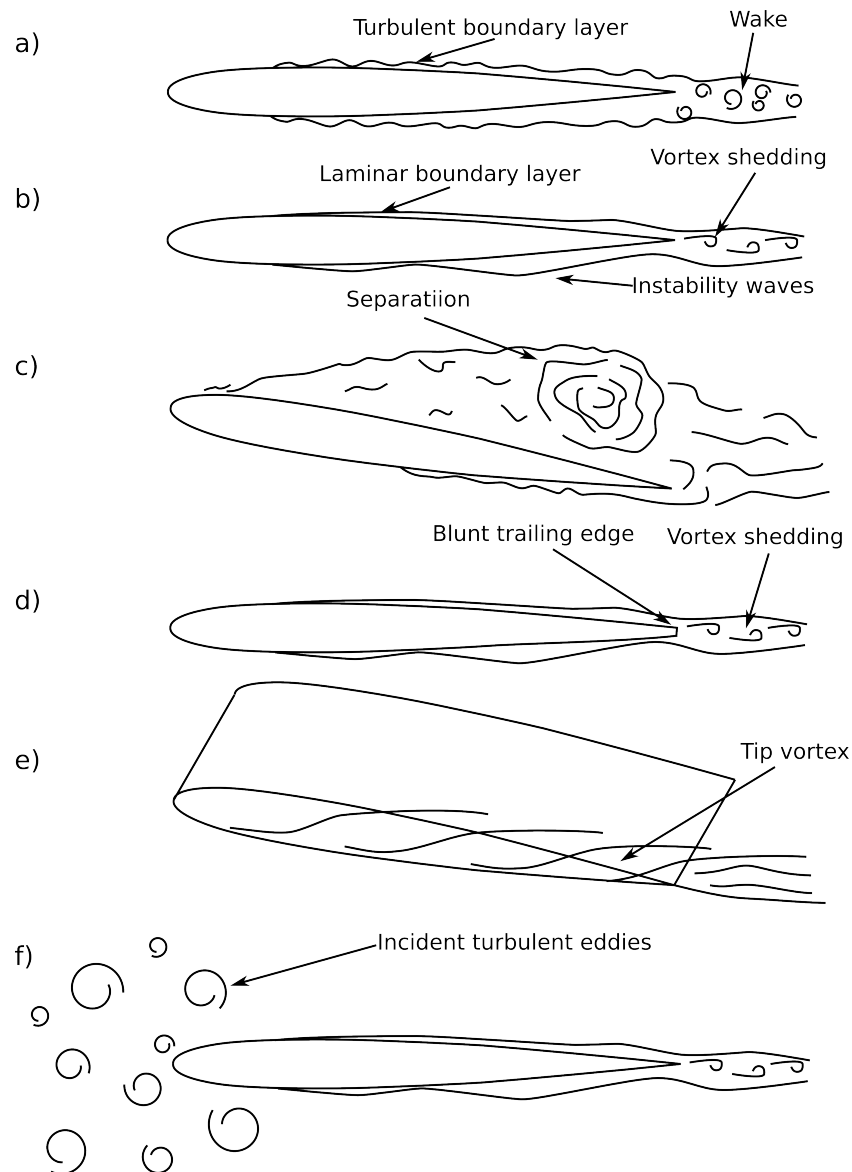 a)
Turbulent boundary layer
Wake
b)
Laminar boundary layer
Vortex shedding
Instability waves
c)
Separatiion
d)
Blunt trailing edge
Vortex shedding
e)
Tip vortex
f)
Incident turbulent eddies